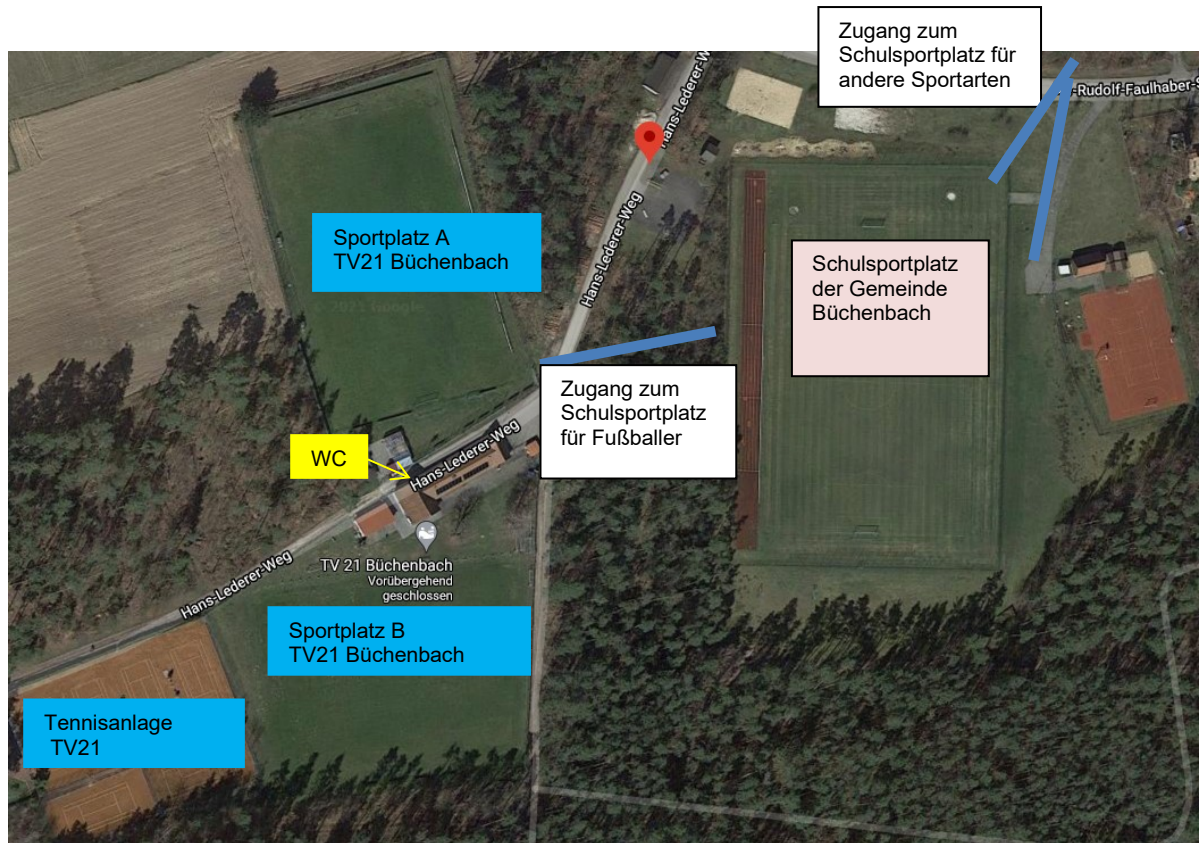 Zugang zum
Schulsportplatz für
andere Sportarten
Hans-Lederer-W
-Rudolf-Faulhaber-S
Hans-Lederer-Weg
Sportplatz A
TV21 Büchenbach
Schulsportplatz
der Gemeinde
Büchenbach
Zugang zum
Schulsportplatz
für Fußballer
WC
Hans-Lederer-Weg
TV 21 Büchenbach
Vorübergehend
geschlossen
Hans-Lederer-Weg
Sportplatz B
TV21 Büchenbach
Tennisanlage
TV21